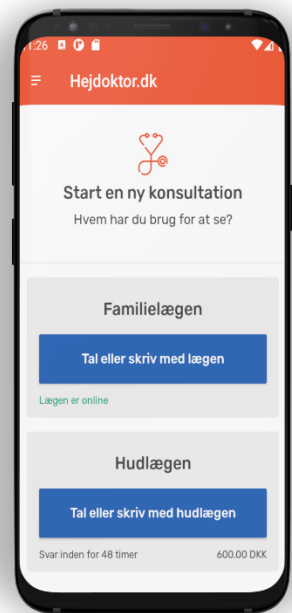 1:26
Hejdoktor.dk
Start en ny konsultation
Hvem har du brug for at se?
Familielægen
Tal eller skriv med lægen
Lægen er online
Hudlægen
Tal eller skriv med hudlægen
Svar inden for 48 timer 600.00 DKK